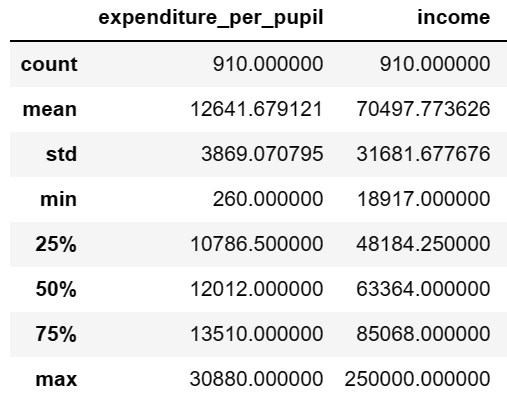 expenditure_per_pupil income
count 910.000000 910.000000
mean 12641.679121 70497.773626
std 3869.070795 31681.677676
min 260.000000 18917.000000
25% 10786.500000 48184.250000
50% 12012.000000 63364.000000
75% 13510.000000 85068.000000
max 30880.000000 250000.000000